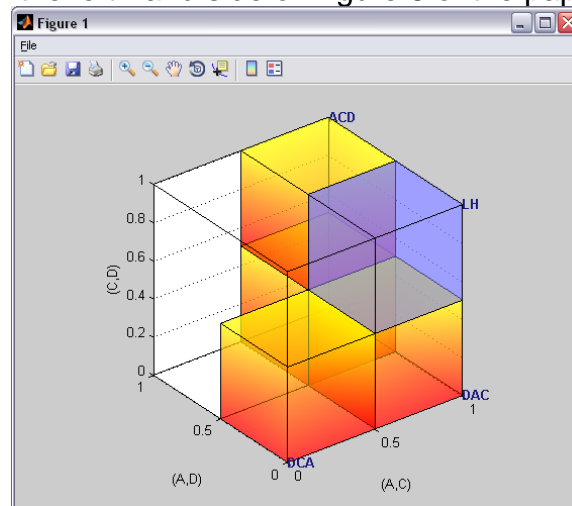 Figure 1
File
ACD
1
0.8
0.6
0.4
0.2
0
(C,D)
LH
1
0.5
0
(A,D)
DCA
0
0.5
1
(A,C)
DAC